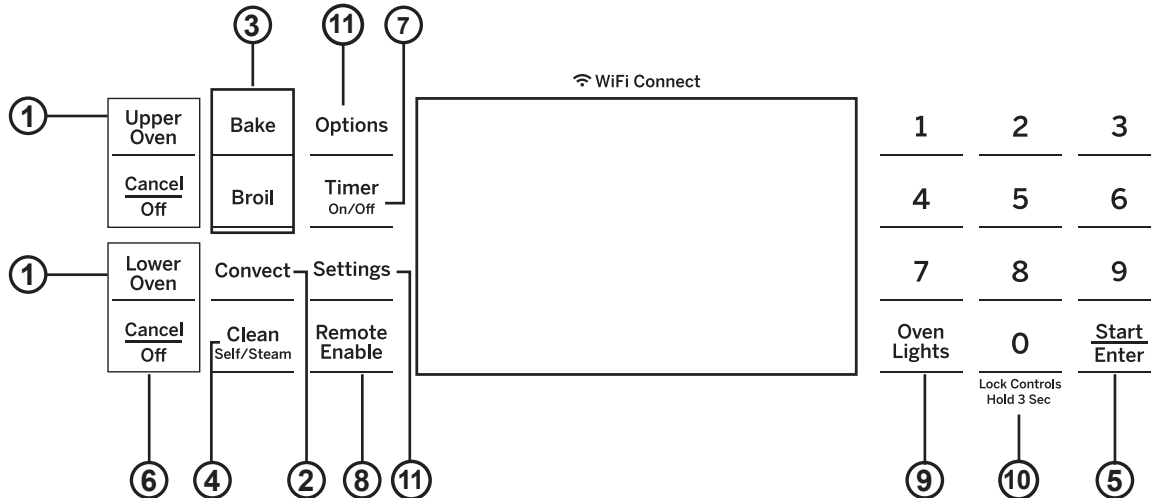 3
11
7
WiFi Connect
1
Upper
Oven
Bake
Options
1
2
3
Cancel
Off
Broil
Timer
On/Off
4
5
6
1
Lower
Oven
Convect
Settings
7
8
9
Cancel
Off
Clean
Self/Steam
Remote
Enable
Oven
Lights
0
Start
Enter
Lock Controls
Hold 3 Sec
6
4
2
8
11
9
10
5